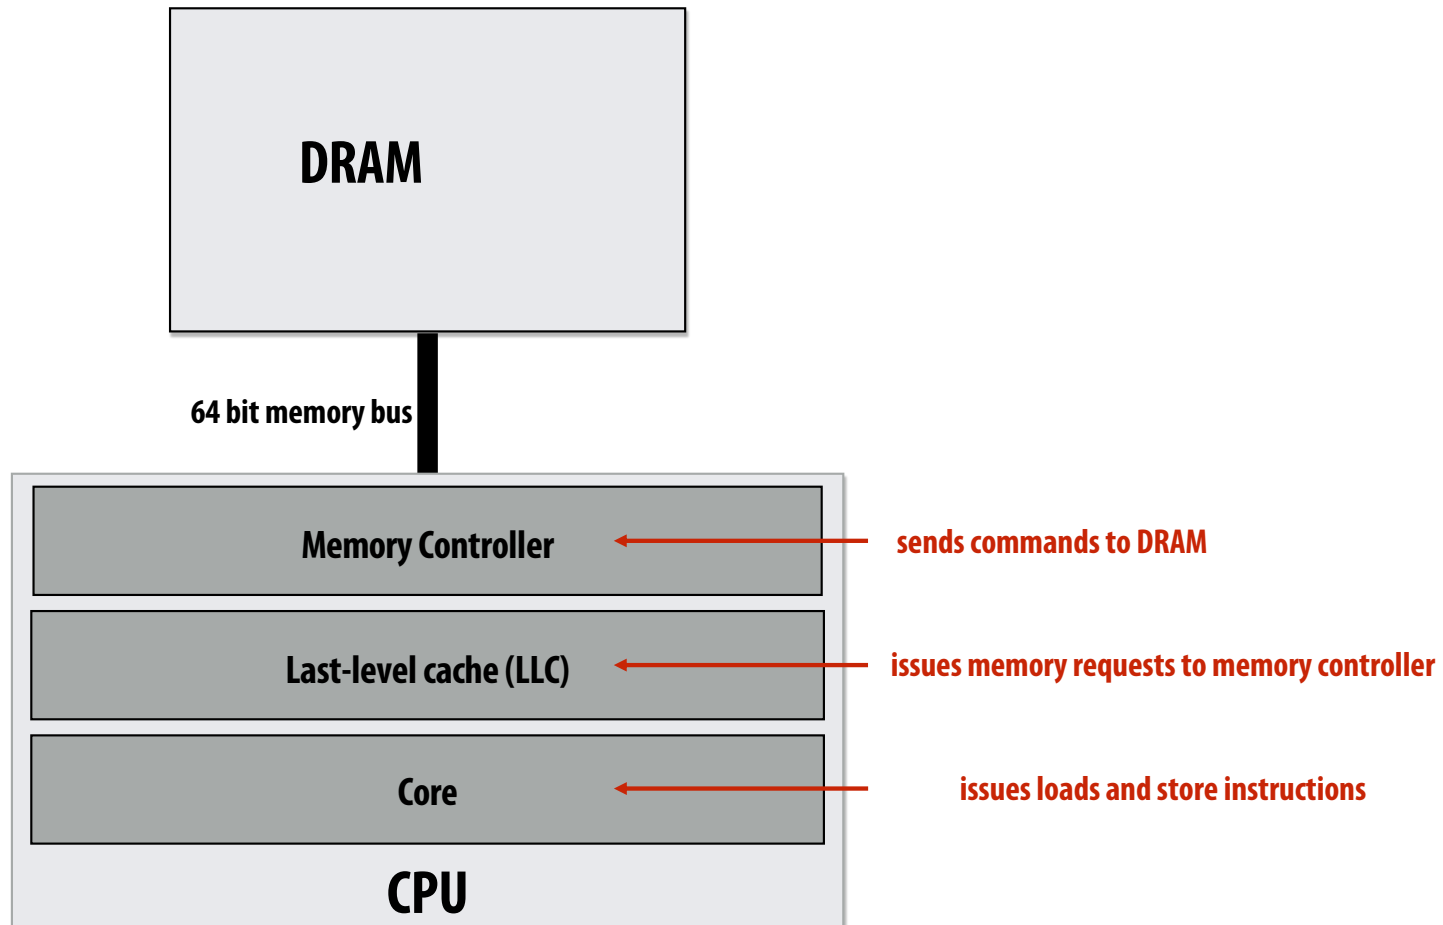 DRAM
64 bit memory bus
Memory Controller
sends commands to DRAM
Last-level cache (LLC)
issues memory requests to memory controller
Core
issues loads and store instructions
CPU